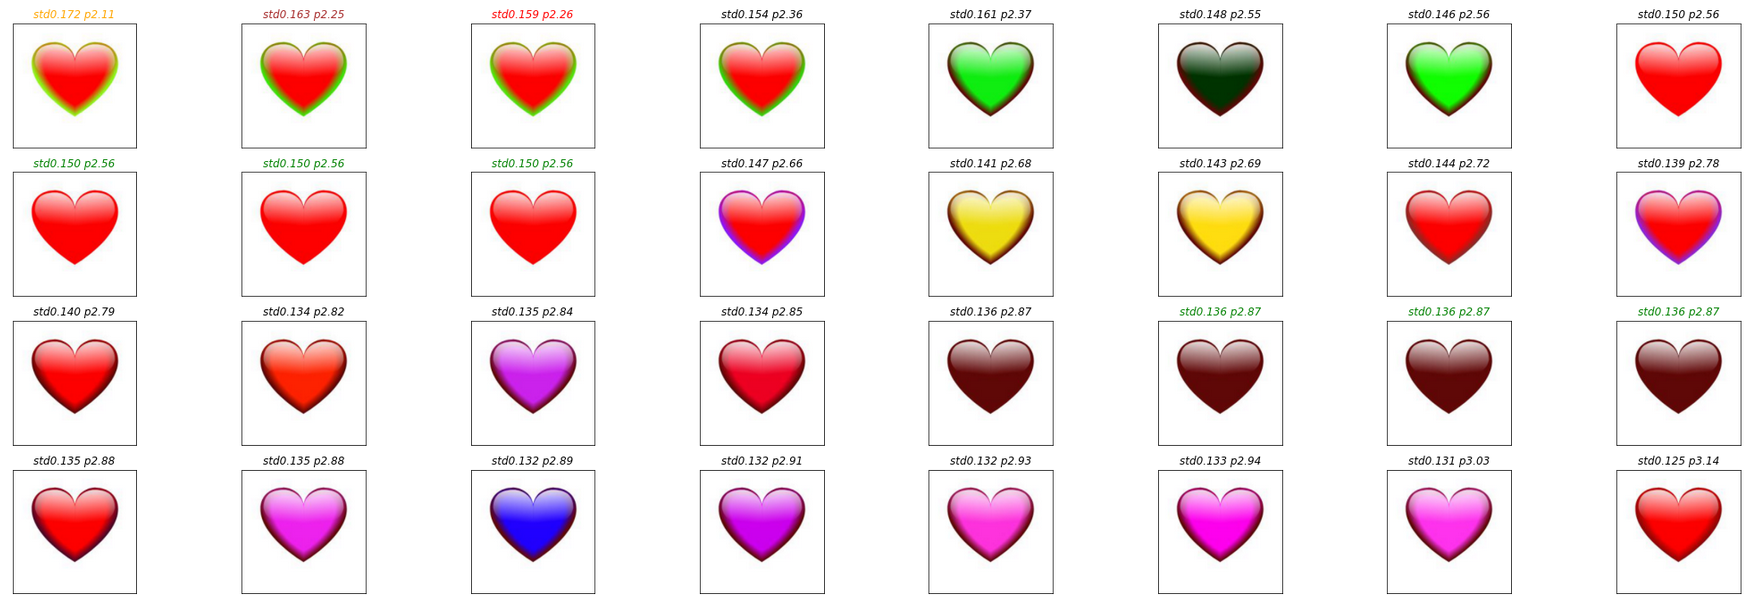 std0.172 p2.11 std0.163 p2.25 std0.159 p2.26 std0.154 p2.36 std0.161 p2.37 std0.148 p2.55 std0.146 p2.56 std0.150 p2.56
std0.150 p2.56 std0.150 p2.56 std0.150 p2.56 std0.147 p2.66 std0.141 p2.68 std0.143 p2.69 std0.144 p2.72 std0.139 p2.78
std0.140 p2.79 std0.134 p2.82 std0.135 p2.84 std0.134 p2.85 std0.136 p2.87 std0.136 p2.87 std0.136 p2.87 std0.136 p2.87
std0.135 p2.88 std0.135 p2.88 std0.132 p2.89 std0.132 p2.91 std0.132 p2.93 std0.133 p2.94 std0.131 p3.03 std0.125 p3.14